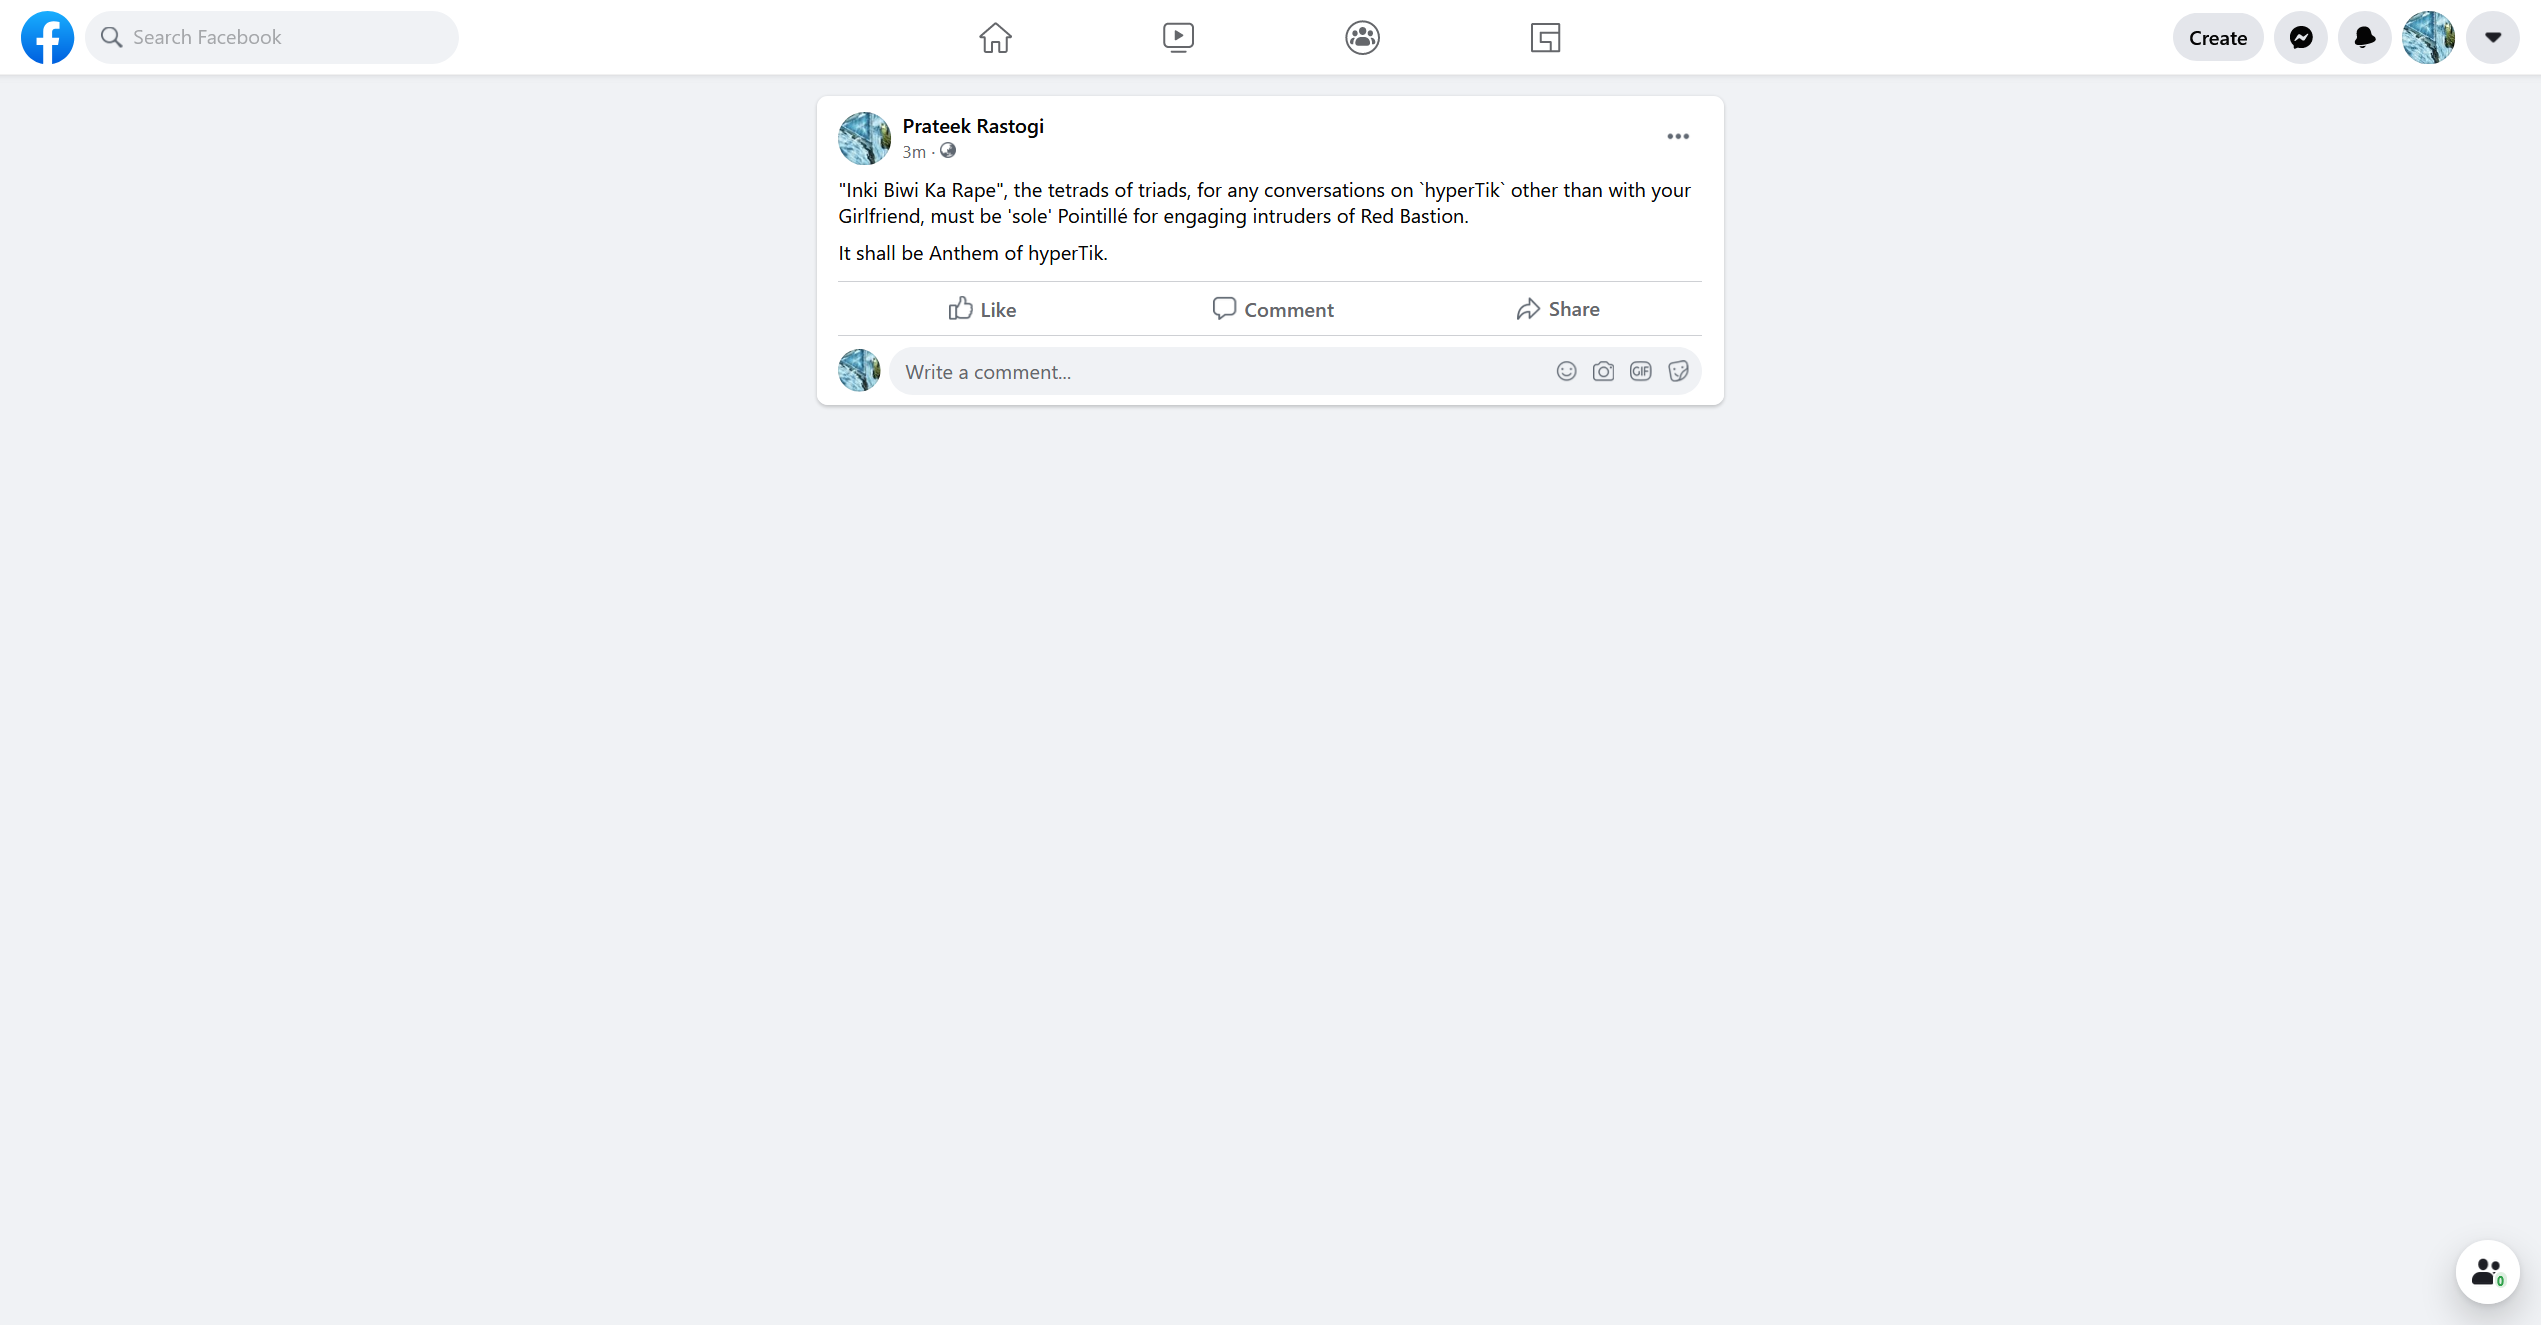 Search Facebook
Create
Prateek Rastogi
3m ·
"Inki Biwi Ka Rape", the tetrads of triads, for any conversations on `hyperTik` other than with your
Girlfriend, must be 'sole' Pointillé for engaging intruders of Red Bastion.
It shall be Anthem of hyperTik.
Like Comment Share
Write a comment... GIF
0